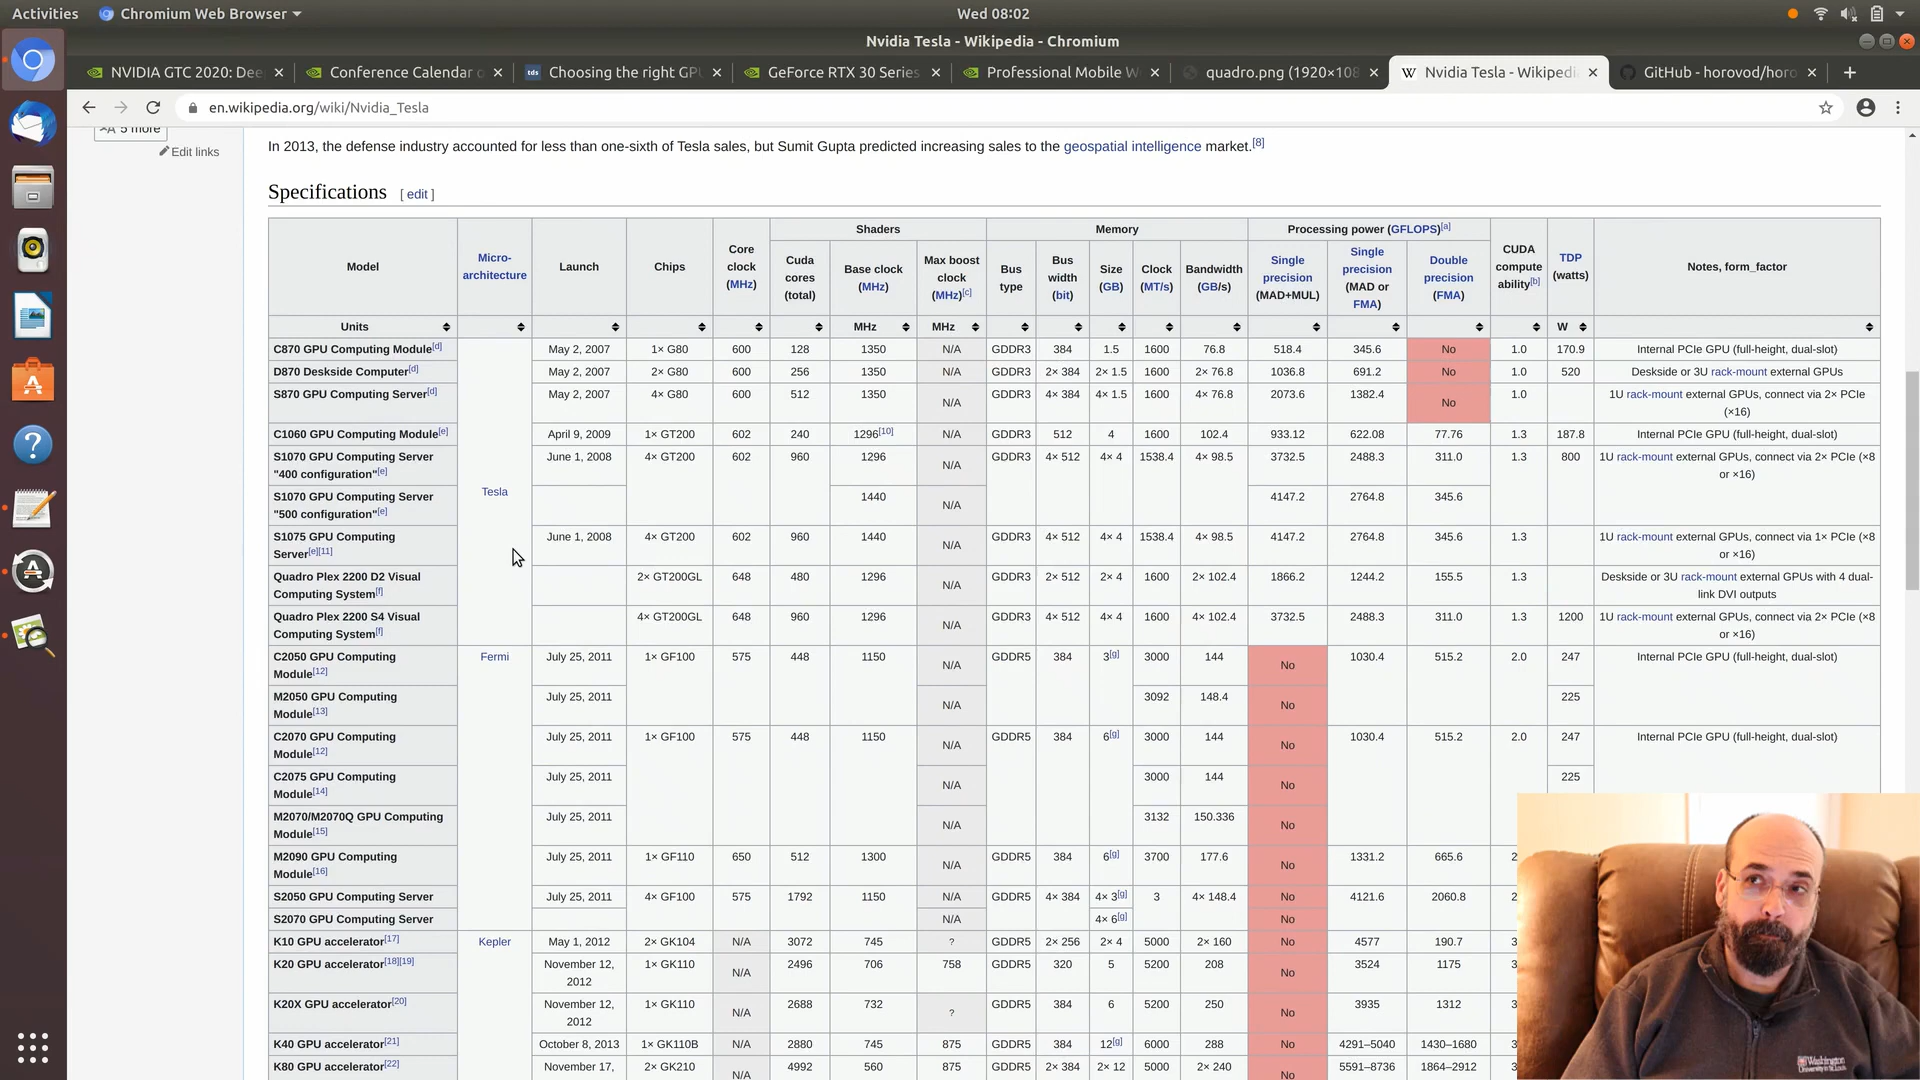 Activities
Chromium Web Browser
Wed 08:02
Nvidia Tesla - Wikipedia - Chromium
NVIDIA GTC 2020: Dee
Conference Calendar o
tds
Choosing the right GP
GeForce RTX 30 Series
Professional Mobile W
quadro.png (1920×108
W Nvidia Tesla - Wikipedi
GitHub - horovod/horo
en.wikipedia.org/wiki/Nvidia_Tesla
5 more
Edit links
In 2013, the defense industry accounted for less than one-sixth of Tesla sales, but Sumit Gupta predicted increasing sales to the geospatial intelligence market.[8]
Specifications [ edit ]
Shaders Memory Processing power (GFLOPS)[a]
Model Micro-architecture Launch Chips Core clock (MHz) Cuda cores (total) Base clock (MHz) Max boost clock (MHz)[c] Bus type Bus width (bit) Size (GB) Clock (MT/s) Bandwidth (GB/s) Single precision (MAD+MUL) Single precision (MAD or FMA) Double precision (FMA) CUDA compute ability[b] TDP (watts) Notes, form_factor
Units MHz MHz W
C870 GPU Computing Module[d] Tesla May 2, 2007 1× G80 600 128 1350 N/A GDDR3 384 1.5 1600 76.8 518.4 345.6 No 1.0 170.9 Internal PCIe GPU (full-height, dual-slot)
D870 Deskside Computer[d] May 2, 2007 2× G80 600 256 1350 N/A GDDR3 2× 384 2× 1.5 1600 2× 76.8 1036.8 691.2 No 1.0 520 Deskside or 3U rack-mount external GPUs
S870 GPU Computing Server[d] May 2, 2007 4× G80 600 512 1350 N/A GDDR3 4× 384 4× 1.5 1600 4× 76.8 2073.6 1382.4 No 1.0 1U rack-mount external GPUs, connect via 2× PCIe (×16)
C1060 GPU Computing Module[e] April 9, 2009 1× GT200 602 240 1296[10] N/A GDDR3 512 4 1600 102.4 933.12 622.08 77.76 1.3 187.8 Internal PCIe GPU (full-height, dual-slot)
S1070 GPU Computing Server "400 configuration"[e] June 1, 2008 4× GT200 602 960 1296 N/A GDDR3 4× 512 4× 4 1538.4 4× 98.5 3732.5 2488.3 311.0 1.3 800 1U rack-mount external GPUs, connect via 2× PCIe (×8 or ×16)
S1070 GPU Computing Server "500 configuration"[e] 1440 N/A 4147.2 2764.8 345.6
S1075 GPU Computing Server[e][11] June 1, 2008 4× GT200 602 960 1440 N/A GDDR3 4× 512 4× 4 1538.4 4× 98.5 4147.2 2764.8 345.6 1.3 1U rack-mount external GPUs, connect via 1× PCIe (×8 or ×16)
Quadro Plex 2200 D2 Visual Computing System[f] 2× GT200GL 648 480 1296 N/A GDDR3 2× 512 2× 4 1600 2× 102.4 1866.2 1244.2 155.5 1.3 Deskside or 3U rack-mount external GPUs with 4 dual-link DVI outputs
Quadro Plex 2200 S4 Visual Computing System[f] 4× GT200GL 648 960 1296 N/A GDDR3 4× 512 4× 4 1600 4× 102.4 3732.5 2488.3 311.0 1.3 1200 1U rack-mount external GPUs, connect via 2× PCIe (×8 or ×16)
C2050 GPU Computing Module[12] Fermi July 25, 2011 1× GF100 575 448 1150 N/A GDDR5 384 3[g] 3000 144 No 1030.4 515.2 2.0 247 Internal PCIe GPU (full-height, dual-slot)
M2050 GPU Computing Module[13] July 25, 2011 N/A 3092 148.4 No 225
C2070 GPU Computing Module[12] July 25, 2011 1× GF100 575 448 1150 N/A GDDR5 384 6[g] 3000 144 No 1030.4 515.2 2.0 247 Internal PCIe GPU (full-height, dual-slot)
C2075 GPU Computing Module[14] July 25, 2011 N/A 3000 144 No 225
M2070/M2070Q GPU Computing Module[15] July 25, 2011 N/A 3132 150.336 No
M2090 GPU Computing Module[16] July 25, 2011 1× GF110 650 512 1300 N/A GDDR5 384 6[g] 3700 177.6 No 1331.2 665.6 2
S2050 GPU Computing Server July 25, 2011 4× GF100 575 1792 1150 N/A GDDR5 4× 384 4× 3[g] 3 4× 148.4 No 4121.6 2060.8 2
S2070 GPU Computing Server N/A 4× 6[g] No
K10 GPU accelerator[17] Kepler May 1, 2012 2× GK104 N/A 3072 745 ? GDDR5 2× 256 2× 4 5000 2× 160 No 4577 190.7 3
K20 GPU accelerator[18][19] November 12, 2012 1× GK110 N/A 2496 706 758 GDDR5 320 5 5200 208 No 3524 1175 3
K20X GPU accelerator[20] November 12, 2012 1× GK110 N/A 2688 732 ? GDDR5 384 6 5200 250 No 3935 1312 3
K40 GPU accelerator[21] October 8, 2013 1× GK110B N/A 2880 745 875 GDDR5 384 12[g] 6000 288 No 4291–5040 1430–1680 3
K80 GPU accelerator[22] November 17, 2× GK210 N/A 4992 560 875 GDDR5 2× 384 2× 12 5000 2× 240 No 5591–8736 1864–2912 3
Washington